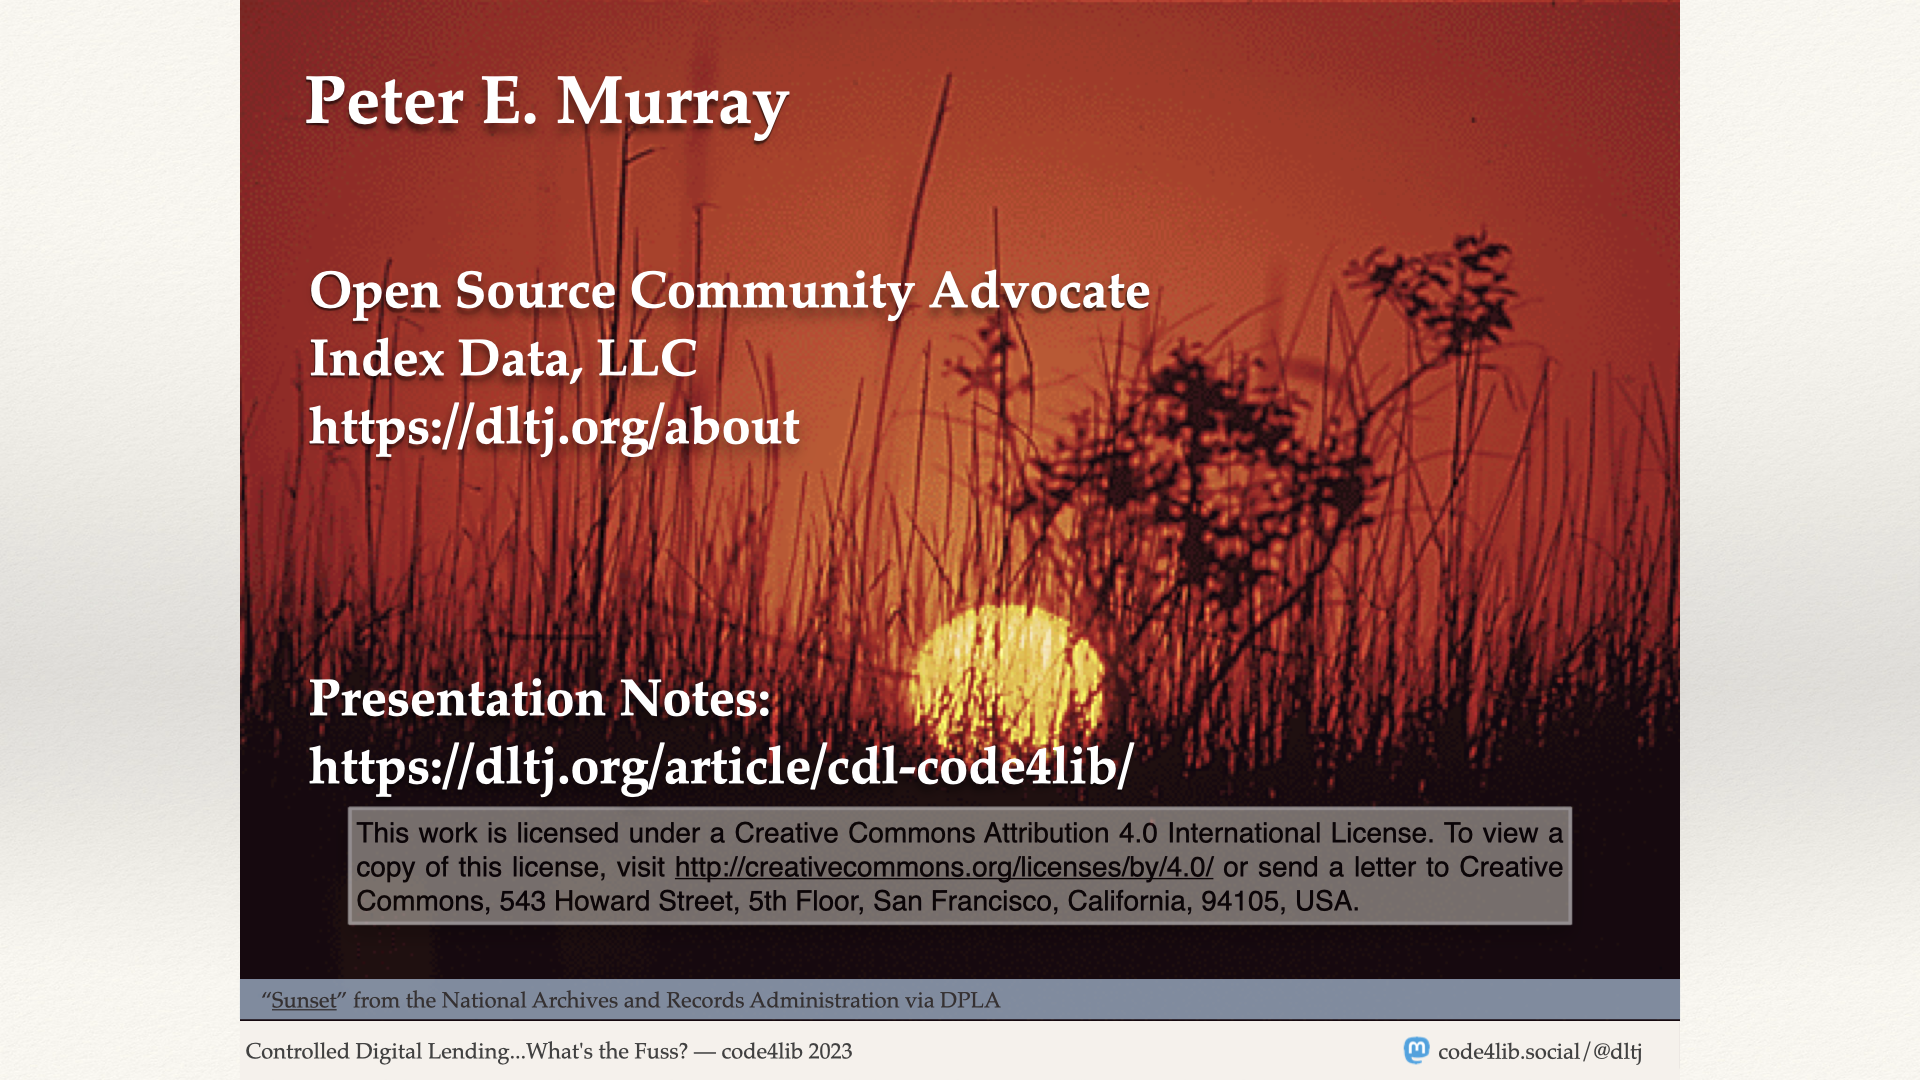 Peter E. Murray
Open Source Community Advocate
Index Data, LLC
https://dltj.org/about
Presentation Notes:
https://dltj.org/article/cdl-code4lib/
This work is licensed under a Creative Commons Attribution 4.0 International License. To view a
copy of this license, visit http://creativecommons.org/licenses/by/4.0/ or send a letter to Creative
Commons, 543 Howard Street, 5th Floor, San Francisco, California, 94105, USA.
“Sunset” from the National Archives and Records Administration via DPLA
Controlled Digital Lending...What's the Fuss? — code4lib 2023
code4lib.social/@dltj